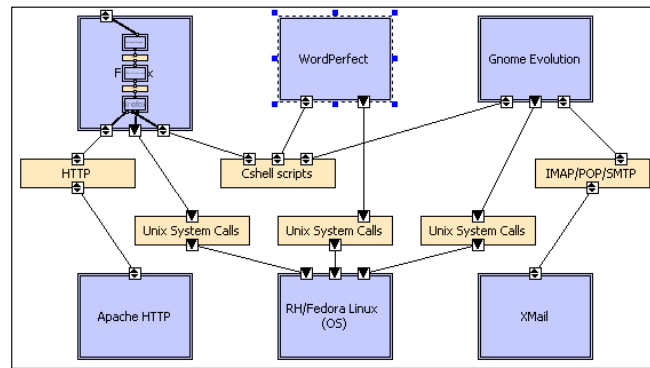 WordPerfect
Gnome Evolution
HTTP
Cshell scripts
IMAP/POP/SMTP
Unix System Calls
Unix System Calls
Unix System Calls
Apache HTTP
RH/Fedora Linux
(OS)
XMail